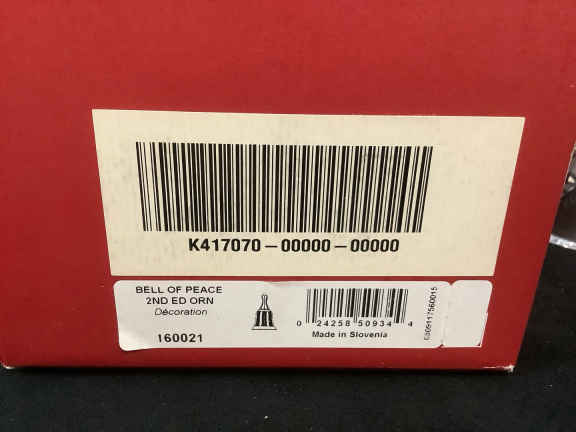 K417070-00000-00000
BELL OF PEACE
2ND ED ORN
Décoration
160021
0 24258 50934 4
Made in Slovenia